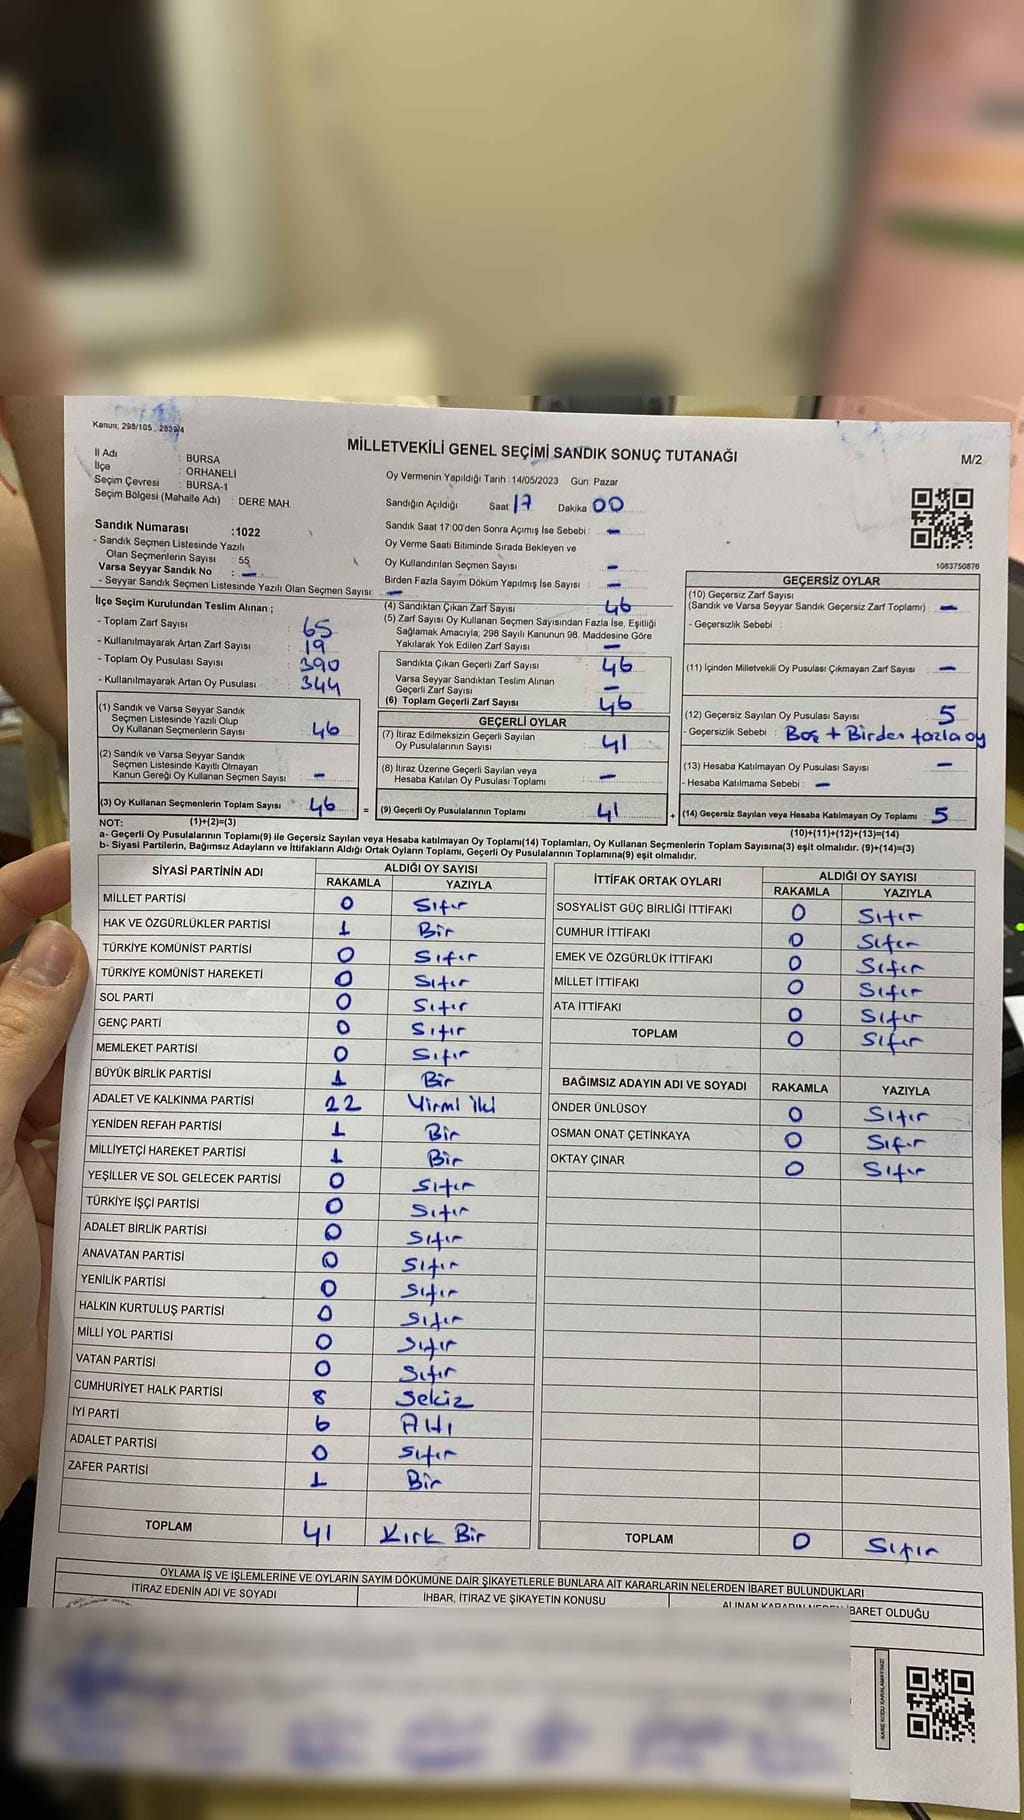 Kanun; 298/105 , 2839/4
MİLLETVEKİLİ GENEL SEÇİMİ SANDIK SONUÇ TUTANAĞI
M/2
İl Adı : BURSA
İlçe : ORHANELİ
Seçim Çevresi : BURSA-1
Seçim Bölgesi (Mahalle Adı) : DERE MAH.
Oy Vermenin Yapıldığı Tarih :14/05/2023 Gün: Pazar
Sandığın Açıldığı Saat: 17 Dakika: 00
Sandık Numarası :1022
- Sandık Seçmen Listesinde Yazılı
Olan Seçmenlerin Sayısı : 55
Varsa Seyyar Sandık No : -
- Seyyar Sandık Seçmen Listesinde Yazılı Olan Seçmen Sayısı: -
Sandık Saat 17:00'den Sonra Açımış İse Sebebi : -
Oy Verme Saati Bitiminde Sırada Bekleyen ve
Oy Kullandırılan Seçmen Sayısı : -
Birden Fazla Sayım Döküm Yapılmış İse Sayısı : -
1083750876
İlçe Seçim Kurulundan Teslim Alınan ;
- Toplam Zarf Sayısı : 65
- Kullanılmayarak Artan Zarf Sayısı : 19
- Toplam Oy Pusulası Sayısı : 390
- Kullanılmayarak Artan Oy Pusulası : 344
(4) Sandıktan Çıkan Zarf Sayısı : 46
(5) Zarf Sayısı Oy Kullanan Seçmen Sayısından Fazla İse, Eşitliği
Sağlamak Amacıyla; 298 Sayılı Kanunun 98. Maddesine Göre
Yakılarak Yok Edilen Zarf Sayısı : -
Sandıkta Çıkan Geçerli Zarf Sayısı : 46
Varsa Seyyar Sandıktan Teslim Alınan
Geçerli Zarf Sayısı : -
(6) Toplam Geçerli Zarf Sayısı : 46
GEÇERSİZ OYLAR
(10) Geçersiz Zarf Sayısı
(Sandık ve Varsa Seyyar Sandık Geçersiz Zarf Toplamı) : -
- Geçersizlik Sebebi :
(11) İçinden Milletvekili Oy Pusulası Çıkmayan Zarf Sayısı : -
(12) Geçersiz Sayılan Oy Pusulası Sayısı : 5
- Geçersizlik Sebebi : Boş + Birden fazla oy
(13) Hesaba Katılmayan Oy Pusulası Sayısı : -
- Hesaba Katılmama Sebebi : -
(14) Geçersiz Sayılan veya Hesaba Katılmayan Oy Toplamı : 5
(10)+(11)+(12)+(13)=(14)
(1) Sandık ve Varsa Seyyar Sandık
Seçmen Listesinde Yazılı Olup
Oy Kullanan Seçmenlerin Sayısı : 46
(2) Sandık ve Varsa Seyyar Sandık
Seçmen Listesinde Kayıtlı Olmayan
Kanun Gereği Oy Kullanan Seçmen Sayısı : -
(3) Oy Kullanan Seçmenlerin Toplam Sayısı : 46 =
(1)+(2)=(3)
GEÇERLİ OYLAR
(7) İtiraz Edilmeksizin Geçerli Sayılan
Oy Pusulalarının Sayısı : 41
(8) İtiraz Üzerine Geçerli Sayılan veya
Hesaba Katılan Oy Pusulası Toplamı : -
(9) Geçerli Oy Pusulalarının Toplamı : 41 +
NOT:
a- Geçerli Oy Pusulalarının Toplamı(9) ile Geçersiz Sayılan veya Hesaba katılmayan Oy Toplamı(14) Toplamları, Oy Kullanan Seçmenlerin Toplam Sayısına(3) eşit olmalıdır. (9)+(14)=(3)
b- Siyasi Partilerin, Bağımsız Adayların ve İttifakların Aldığı Ortak Oyların Toplamı, Geçerli Oy Pusulalarının Toplamına(9) eşit olmalıdır.
SİYASİ PARTİNİN ADI ALDIĞI OY SAYISI
RAKAMLA YAZIYLA
MİLLET PARTİSİ 0 Sıfır
HAK VE ÖZGÜRLÜKLER PARTİSİ 1 Bir
TÜRKİYE KOMÜNİST PARTİSİ 0 Sıfır
TÜRKİYE KOMÜNİST HAREKETİ 0 Sıfır
SOL PARTİ 0 Sıfır
GENÇ PARTİ 0 Sıfır
MEMLEKET PARTİSİ 0 Sıfır
BÜYÜK BİRLİK PARTİSİ 1 Bir
ADALET VE KALKINMA PARTİSİ 22 Yirmi iki
YENİDEN REFAH PARTİSİ 1 Bir
MİLLİYETÇİ HAREKET PARTİSİ 1 Bir
YEŞİLLER VE SOL GELECEK PARTİSİ 0 Sıfır
TÜRKİYE İŞÇİ PARTİSİ 0 Sıfır
ADALET BİRLİK PARTİSİ 0 Sıfır
ANAVATAN PARTİSİ 0 Sıfır
YENİLİK PARTİSİ 0 Sıfır
HALKIN KURTULUŞ PARTİSİ 0 Sıfır
MİLLİ YOL PARTİSİ 0 Sıfır
VATAN PARTİSİ 0 Sıfır
CUMHURİYET HALK PARTİSİ 8 Sekiz
İYİ PARTİ 6 Altı
ADALET PARTİSİ 0 Sıfır
ZAFER PARTİSİ 1 Bir
TOPLAM 41 Kırk Bir
İTTİFAK ORTAK OYLARI ALDIĞI OY SAYISI
RAKAMLA YAZIYLA
SOSYALİST GÜÇ BİRLİĞİ İTTİFAKI 0 Sıfır
CUMHUR İTTİFAKI 0 Sıfır
EMEK VE ÖZGÜRLÜK İTTİFAKI 0 Sıfır
MİLLET İTTİFAKI 0 Sıfır
ATA İTTİFAKI 0 Sıfır
TOPLAM 0 Sıfır
BAĞIMSIZ ADAYIN ADI VE SOYADI RAKAMLA YAZIYLA
ÖNDER ÜNLÜSOY 0 Sıfır
OSMAN ONAT ÇETİNKAYA 0 Sıfır
OKTAY ÇINAR 0 Sıfır
TOPLAM 0 Sıfır
OYLAMA İŞ VE İŞLEMLERİNE VE OYLARIN SAYIM DÖKÜMÜNE DAİR ŞİKAYETLERLE BUNLARA AİT KARARLARIN NELERDEN İBARET BULUNDUKLARI
İTİRAZ EDENİN ADI VE SOYADI İHBAR, İTİRAZ VE ŞİKAYETİN KONUSU ALINAN KARARIN NEDEN İBARET OLDUĞU
KARE KODU KARALAMAYINIZ!